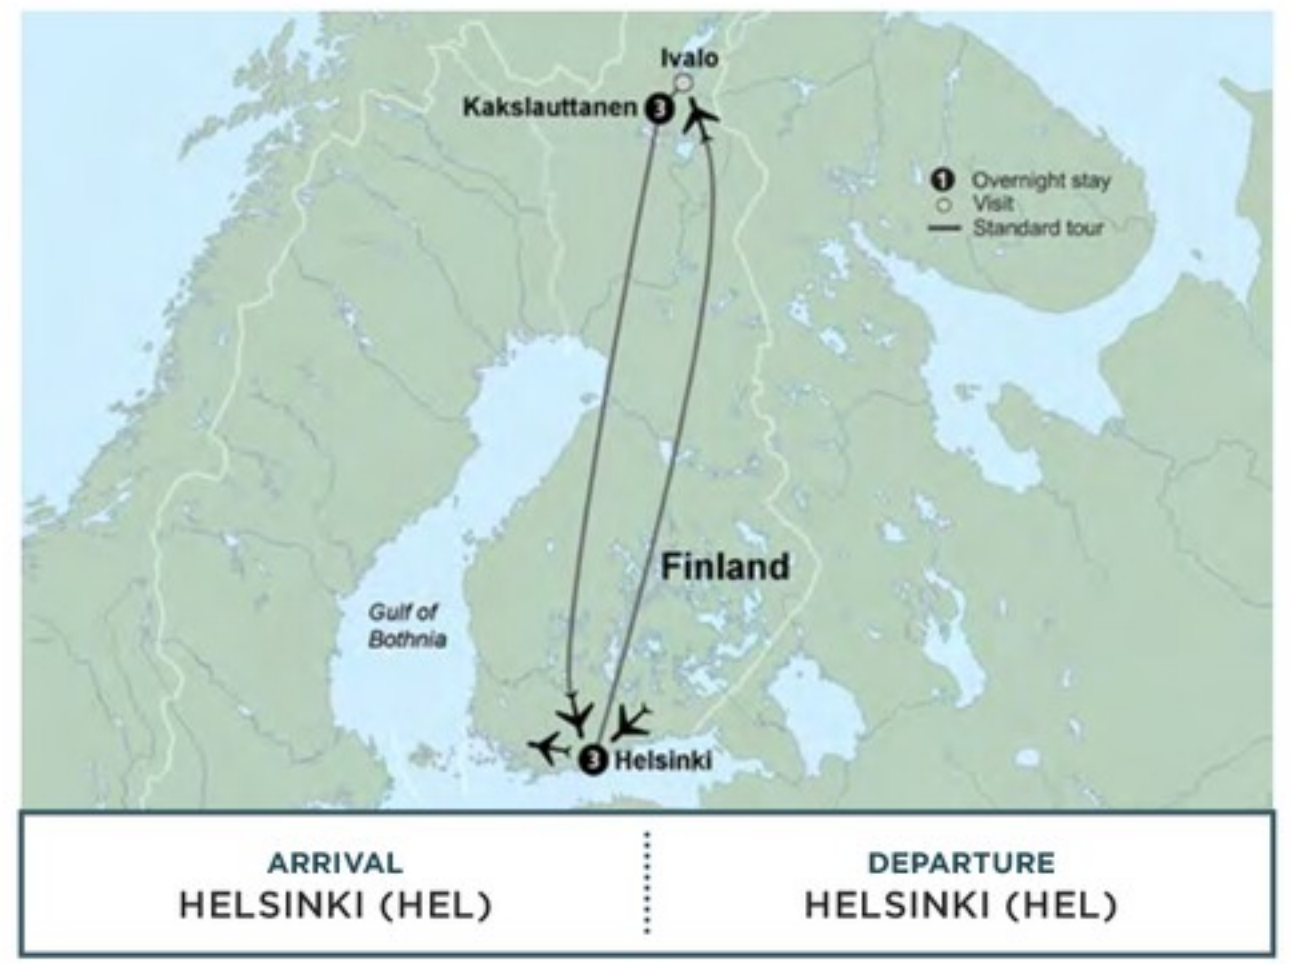 Ivalo
Kakslauttanen 3
1 Overnight stay
Visit
Standard tour
Finland
Gulf of
Bothnia
3 Helsinki
ARRIVAL
HELSINKI (HEL)
DEPARTURE
HELSINKI (HEL)